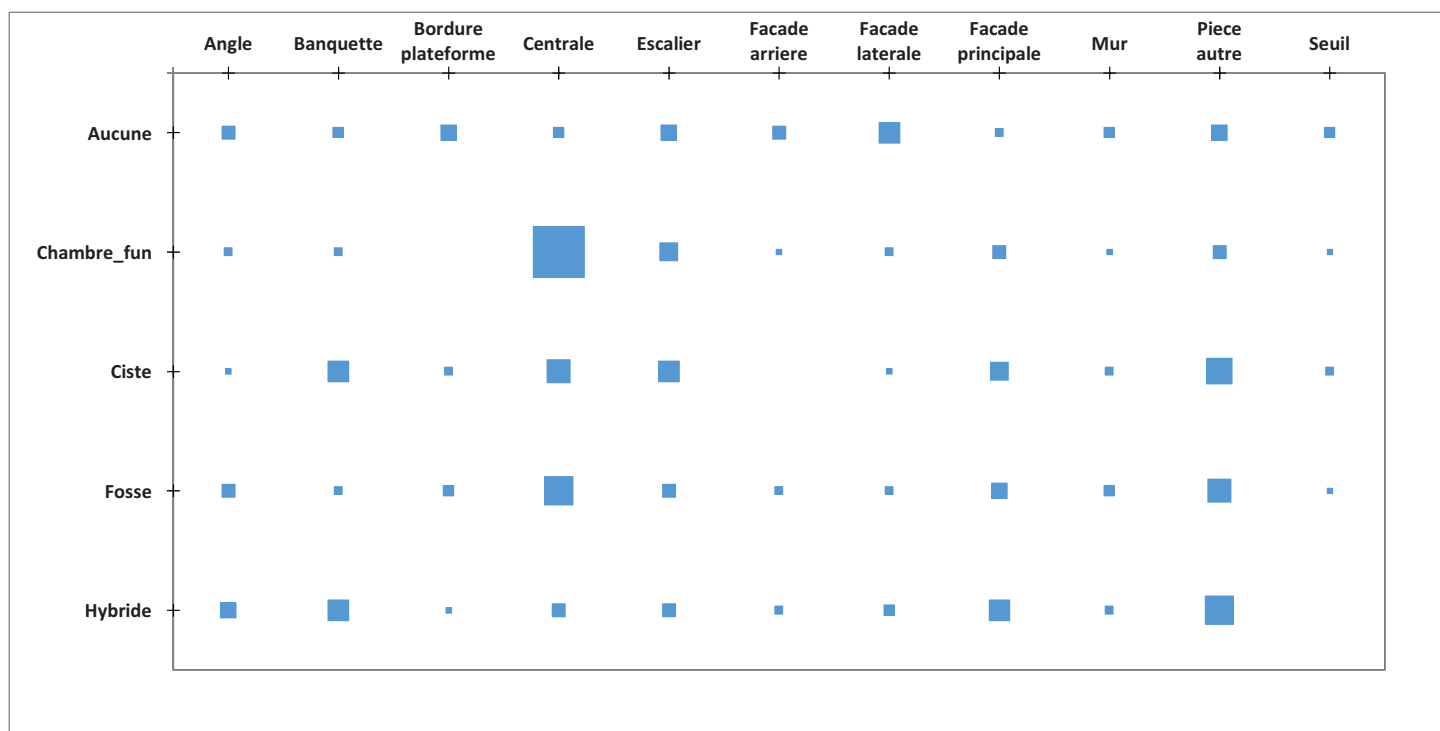 Angle Banquette Bordure plateforme Centrale Escalier Facade arriere Facade laterale Facade principale Mur Piece autre Seuil
Aucune
Chambre_fun
Ciste
Fosse
Hybride